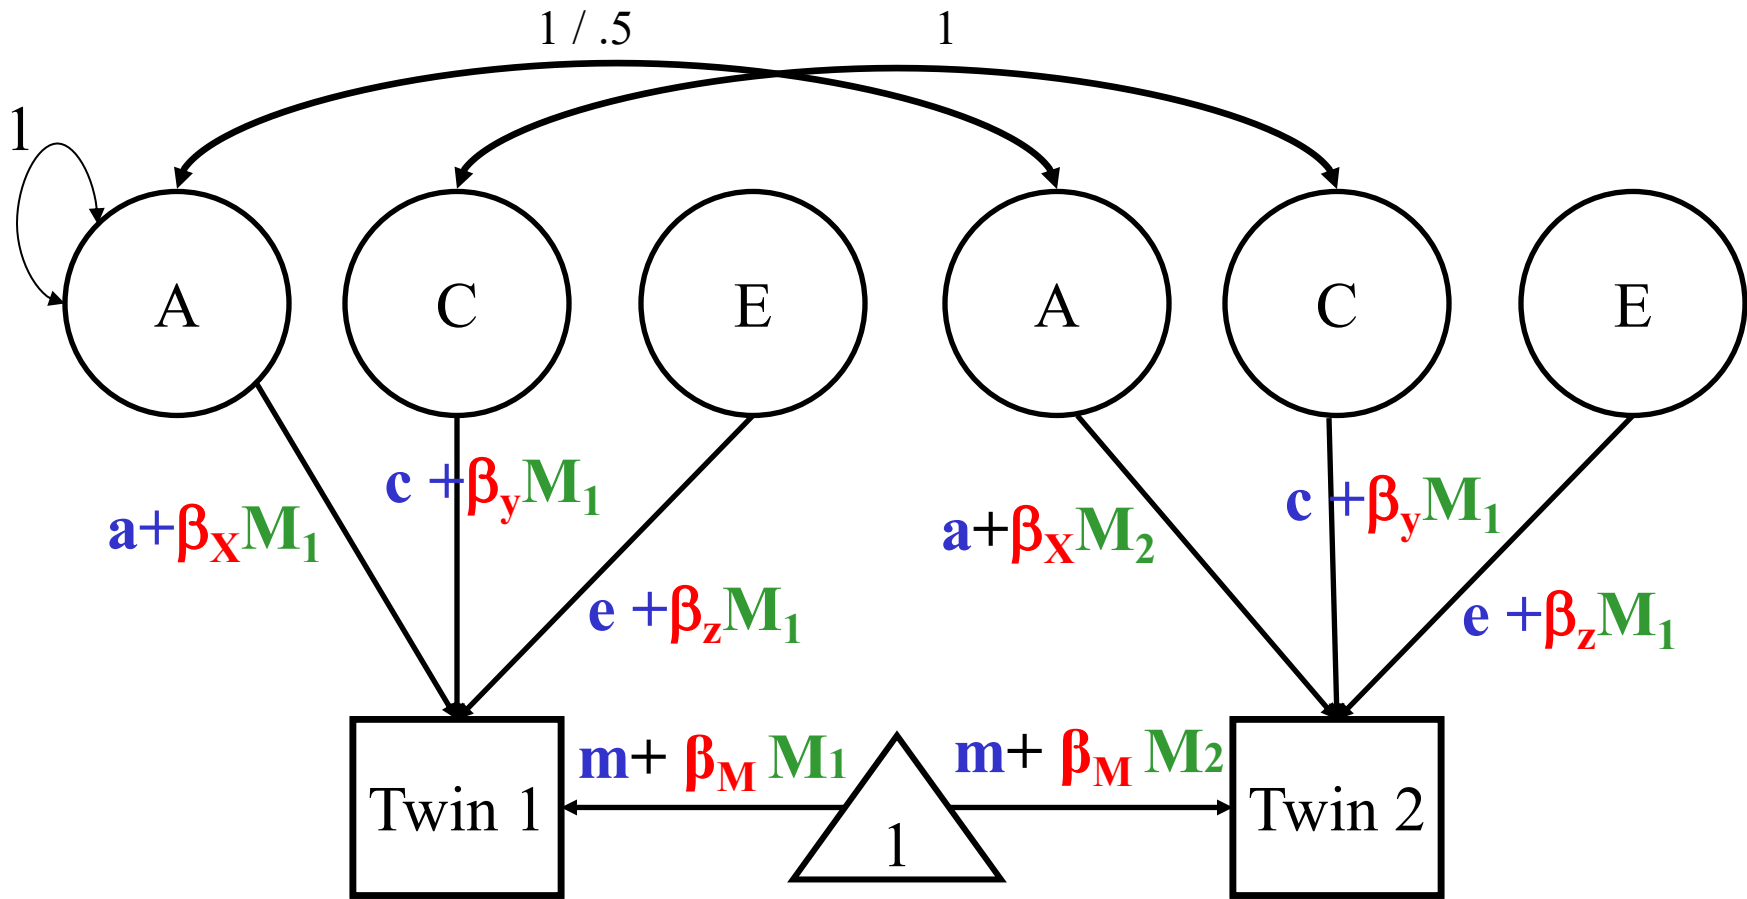 1 / .5
1
1
A
C
E
A
C
E
c +βyM1
a+βXM1
e +βzM1
c +βyM1
a+βXM2
e +βzM1
m+ βM M1
m+ βM M2
Twin 1
1
Twin 2